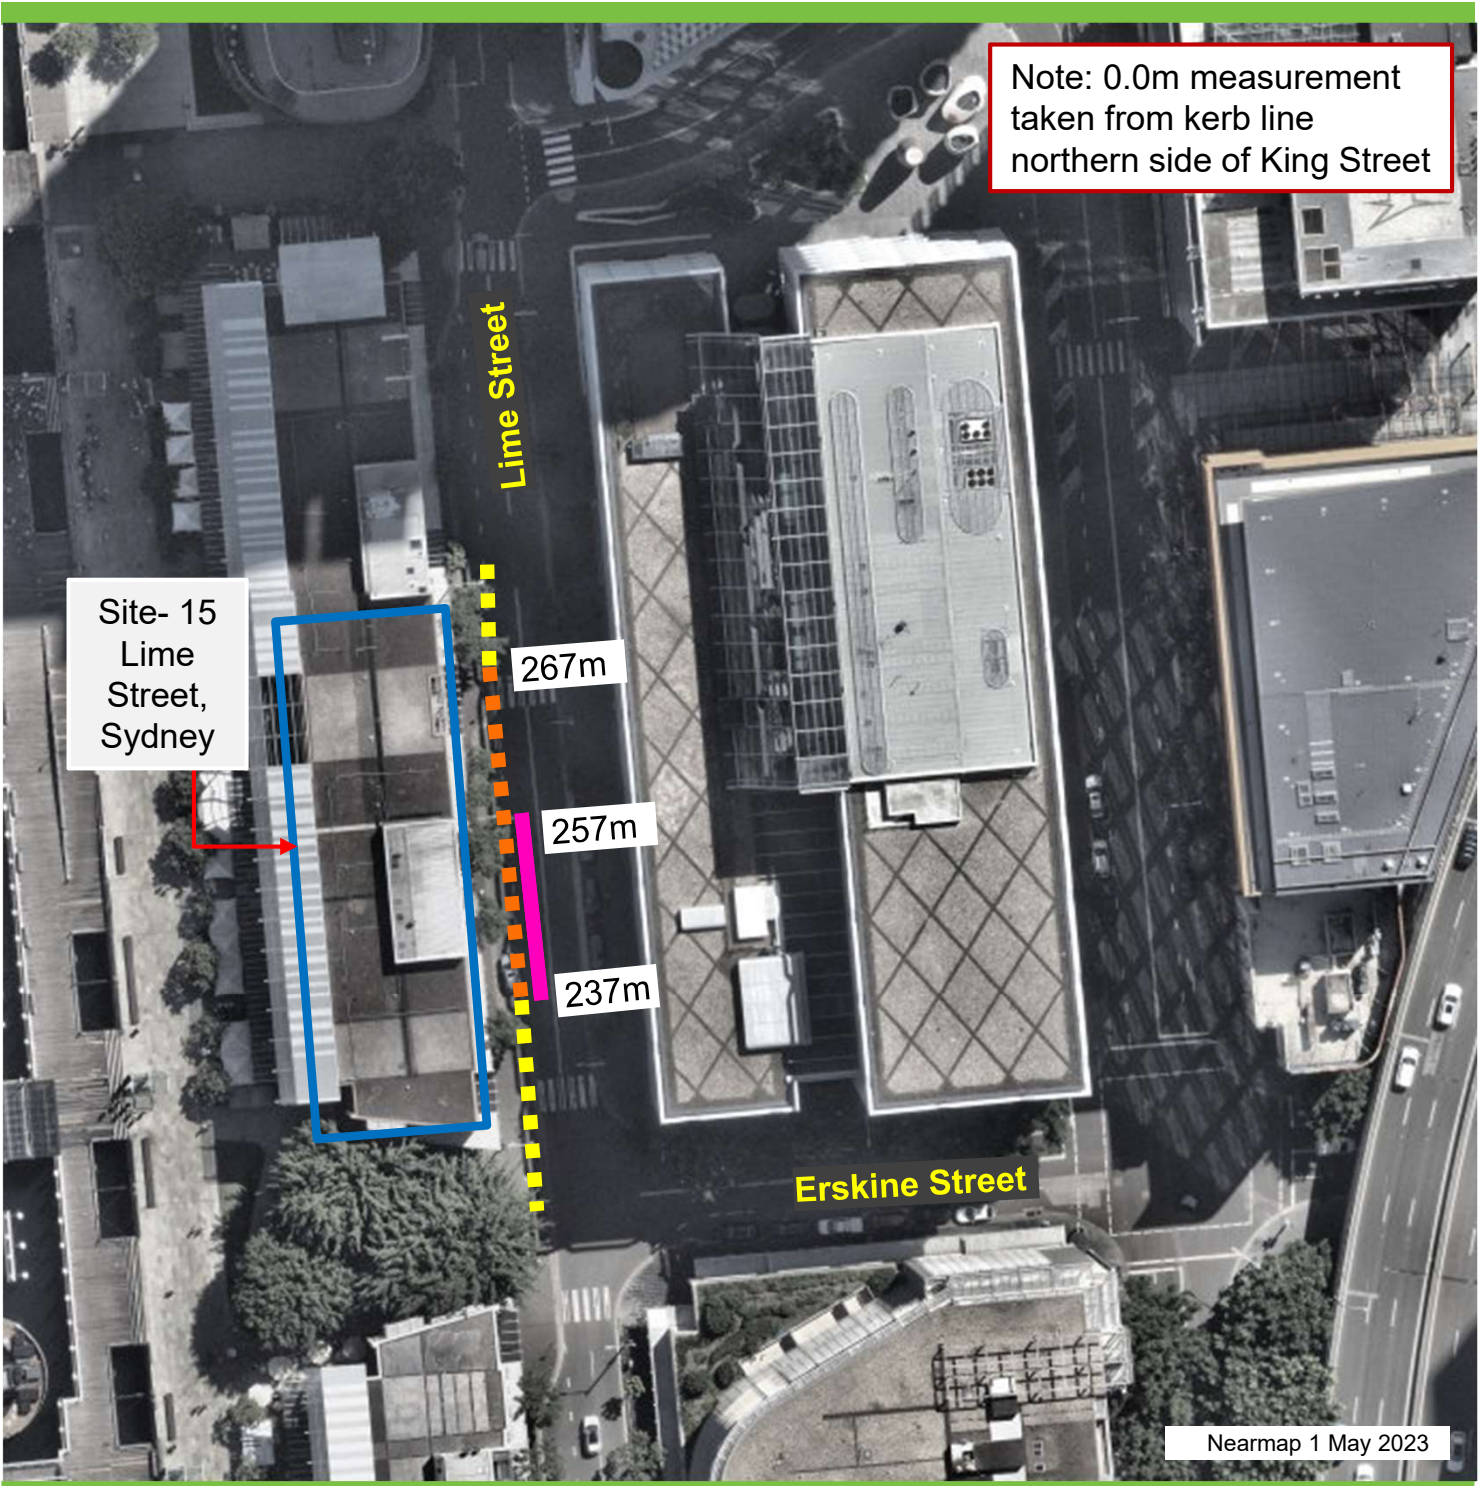 Note: 0.0m measurement
taken from kerb line
northern side of King Street
Lime Street
Site- 15
Lime
Street,
Sydney
267m
257m
237m
Erskine Street
Nearmap 1 May 2023